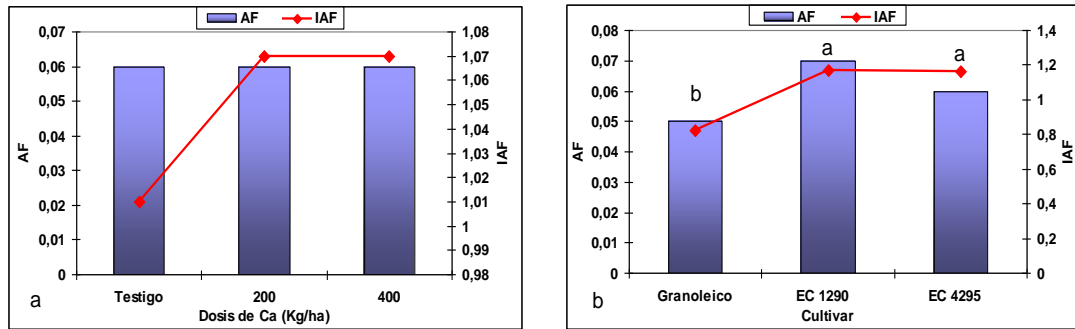 AF IAF
0,07 1,08
0,06 1,07
1,06
0,05 1,05
0,04 1,04
AF 1,03 IAF
0,03 1,02
1,01
0,02 1
0,01 0,99
0 0,98
Testigo 200 400
a Dosis de Ca (Kg/ha)
AF IAF
0,08 1,4
a a
0,07 1,2
0,06 1
b
0,05 0,8
AF 0,04 IAF
0,6
0,03
0,02 0,4
0,01 0,2
0 0
Granoleico EC 1290 EC 4295
b Cultivar